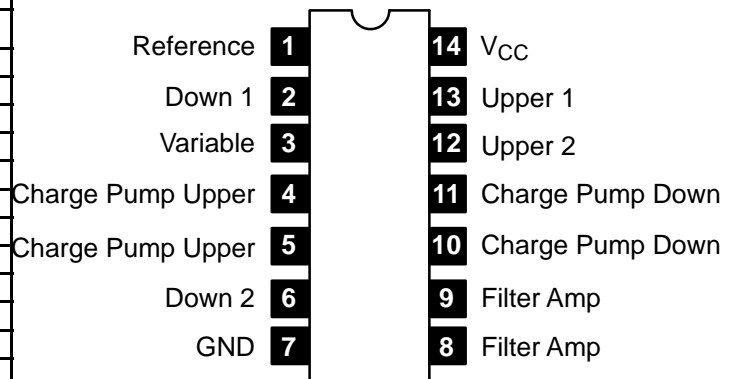 Reference 1 14 VCC
Down 1 2 13 Upper 1
Variable 3 12 Upper 2
Charge Pump Upper 4 11 Charge Pump Down
Charge Pump Upper 5 10 Charge Pump Down
Down 2 6 9 Filter Amp
GND 7 8 Filter Amp